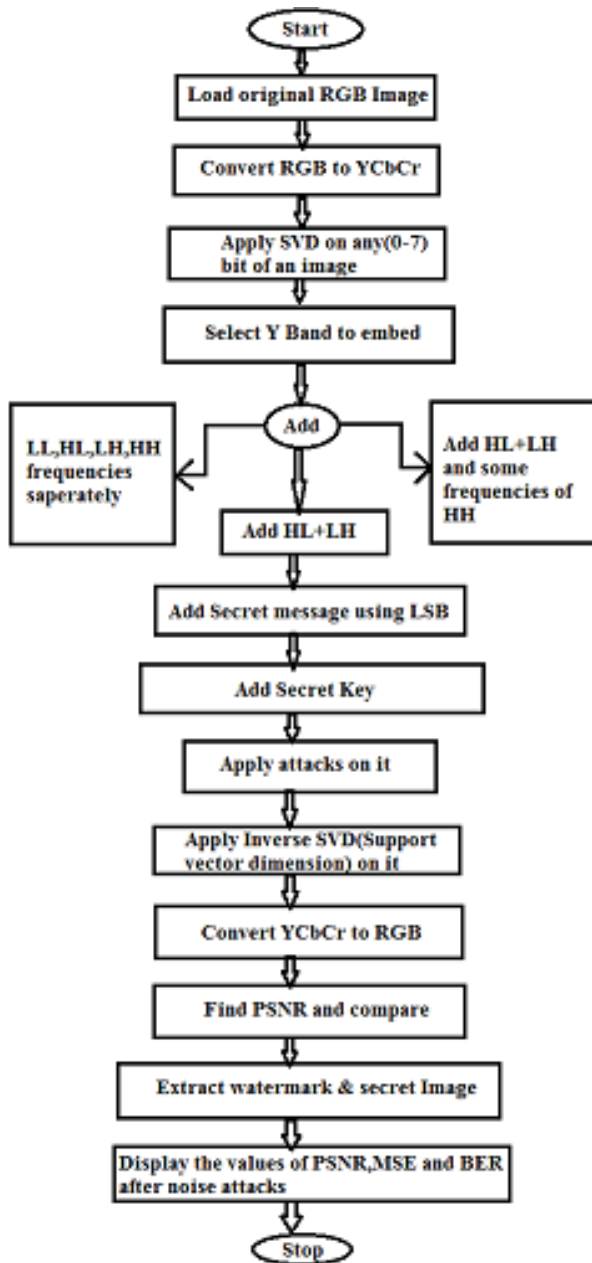 Start
Load original RGB Image
Convert RGB to YCbCr
Apply SVD on any(0-7)
bit of an image
Select Y Band to embed
Add
LL,HL,LH,HH
frequencies
saperately
Add HL+LH
and some
frequencies of
HH
Add HL+LH
Add Secret message using LSB
Add Secret Key
Apply attacks on it
Apply Inverse SVD(Support
vector dimension) on it
Convert YCbCr to RGB
Find PSNR and compare
Extract watermark & secret Image
Display the values of PSNR,MSE and BER
after noise attacks
Stop